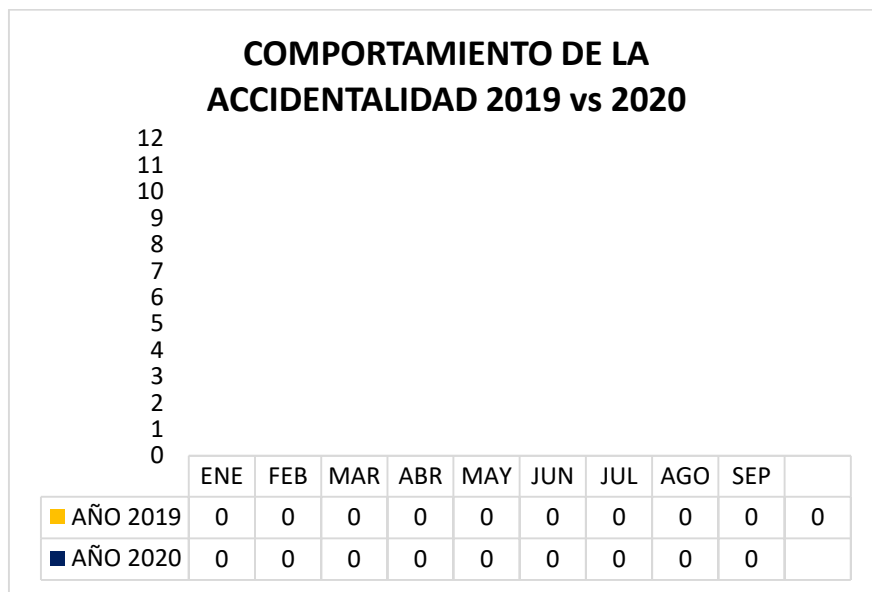 COMPORTAMIENTO DE LA
ACCIDENTALIDAD 2019 vs 2020
12
11
10
9
8
7
6
5
4
3
2
1
0
ENE FEB MAR ABR MAY JUN JUL AGO SEP
AÑO 2019 0 0 0 0 0 0 0 0 0 0
AÑO 2020 0 0 0 0 0 0 0 0 0